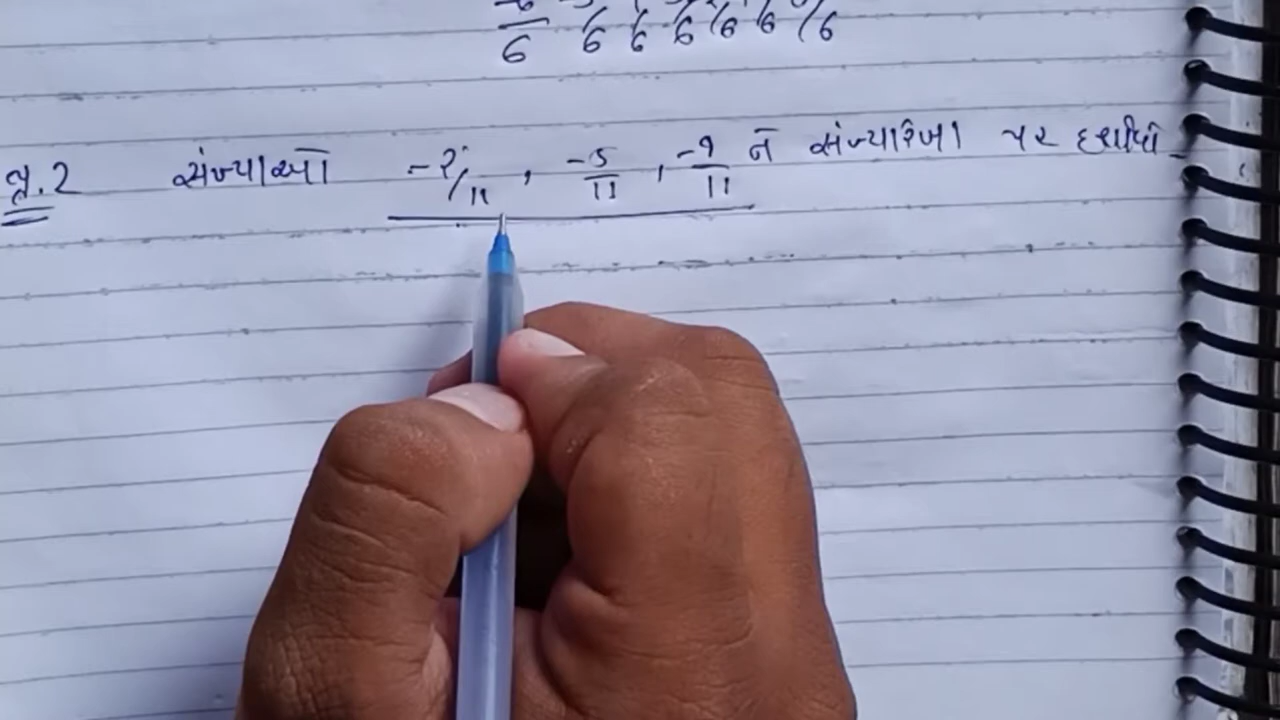 6 6 6 6 6 6 6
પ્ર.2 સંખ્યાઓ -2/11 , -5/11 , -9/11 ને સંખ્યારેખા પર દર્શાવો